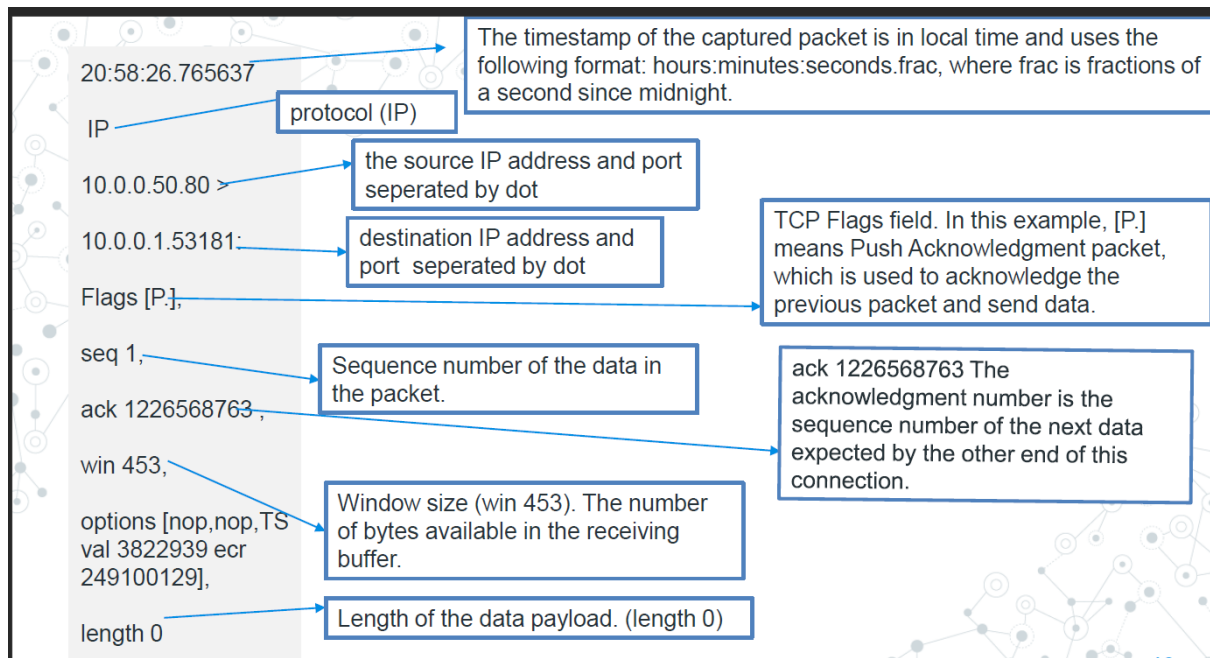 20:58:26.765637
The timestamp of the captured packet is in local time and uses the
following format: hours:minutes:seconds.frac, where frac is fractions of
a second since midnight.
IP
protocol (IP)
10.0.0.50.80 >
the source IP address and port
seperated by dot
10.0.0.1.53181:
destination IP address and
port seperated by dot
Flags [P.],
TCP Flags field. In this example, [P.]
means Push Acknowledgment packet,
which is used to acknowledge the
previous packet and send data.
seq 1,
Sequence number of the data in
the packet.
ack 1226568763 ,
ack 1226568763 The
acknowledgment number is the
sequence number of the next data
expected by the other end of this
connection.
win 453,
Window size (win 453). The number
of bytes available in the receiving
buffer.
options [nop,nop,TS
val 3822939 ecr
249100129],
length 0
Length of the data payload. (length 0)